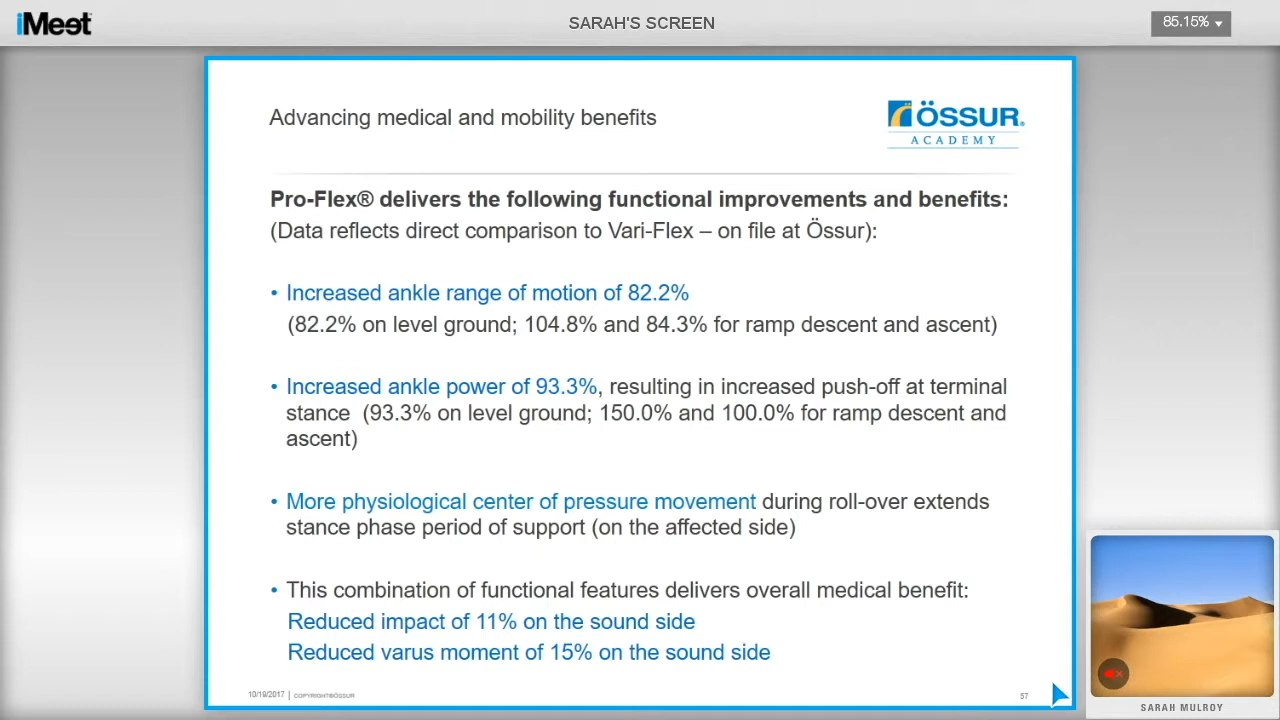 iMeet
SARAH'S SCREEN
85.15%
Advancing medical and mobility benefits
ÖSSUR®
ACADEMY
Pro-Flex® delivers the following functional improvements and benefits:
(Data reflects direct comparison to Vari-Flex – on file at Össur):
• Increased ankle range of motion of 82.2%
(82.2% on level ground; 104.8% and 84.3% for ramp descent and ascent)
• Increased ankle power of 93.3%, resulting in increased push-off at terminal
stance (93.3% on level ground; 150.0% and 100.0% for ramp descent and
ascent)
• More physiological center of pressure movement during roll-over extends
stance phase period of support (on the affected side)
• This combination of functional features delivers overall medical benefit:
Reduced impact of 11% on the sound side
Reduced varus moment of 15% on the sound side
10/19/2017 | COPYRIGHT©ÖSSUR
57
SARAH MULROY